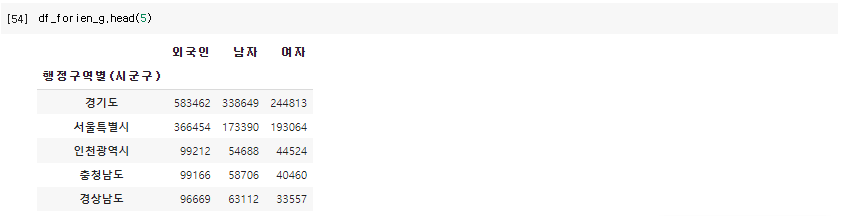 [54] df_forien_g.head(5)
외국인 남자 여자
행정구역별(시군구)
경기도 583462 338649 244813
서울특별시 366454 173390 193064
인천광역시 99212 54688 44524
충청남도 99166 58706 40460
경상남도 96669 63112 33557